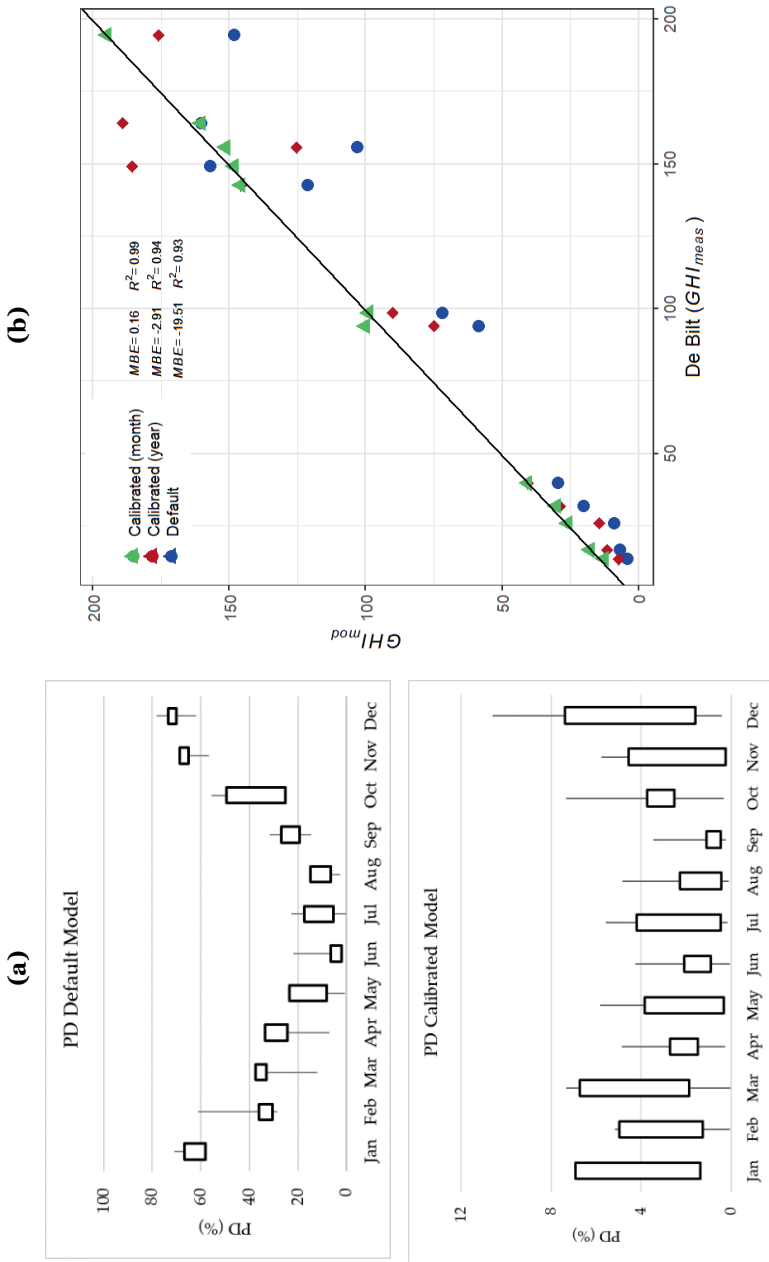 (a)
PD Default Model
100
80
60
40
20
0
PD (%)
Jan Feb Mar Apr May Jun Jul Aug Sep Oct Nov Dec
PD Calibrated Model
12
8
4
0
PD (%)
Jan Feb Mar Apr May Jun Jul Aug Sep Oct Nov Dec
(b)
200
150
100
50
0
GHI mod
Calibrated (month) MBE= 0.16 R²= 0.99
Calibrated (year) MBE= -2.91 R²= 0.94
Default MBE= -19.51 R²= 0.93
50 100 150 200
De Bilt (GHI meas)